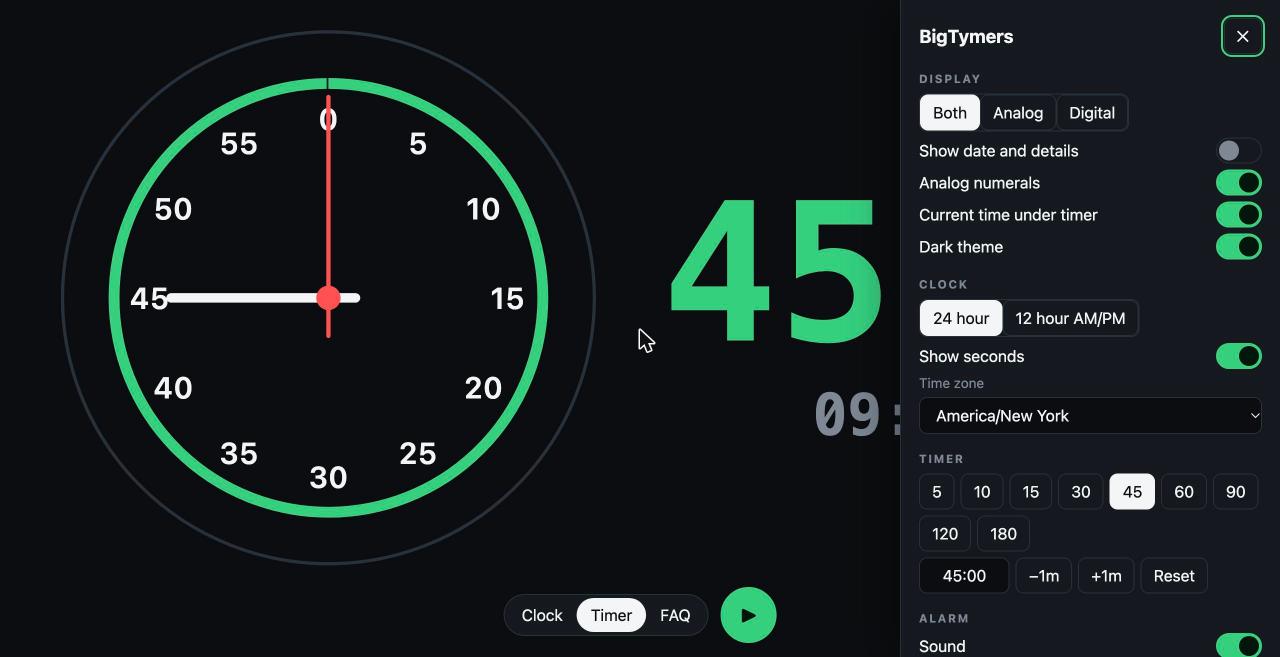 0
5
10
15
20
25
30
35
40
45
50
55
45
09:
Clock Timer FAQ
BigTymers
DISPLAY
Both Analog Digital
Show date and details
Analog numerals
Current time under timer
Dark theme
CLOCK
24 hour 12 hour AM/PM
Show seconds
Time zone
America/New York
TIMER
5 10 15 30 45 60 90
120 180
45:00 −1m +1m Reset
ALARM
Sound